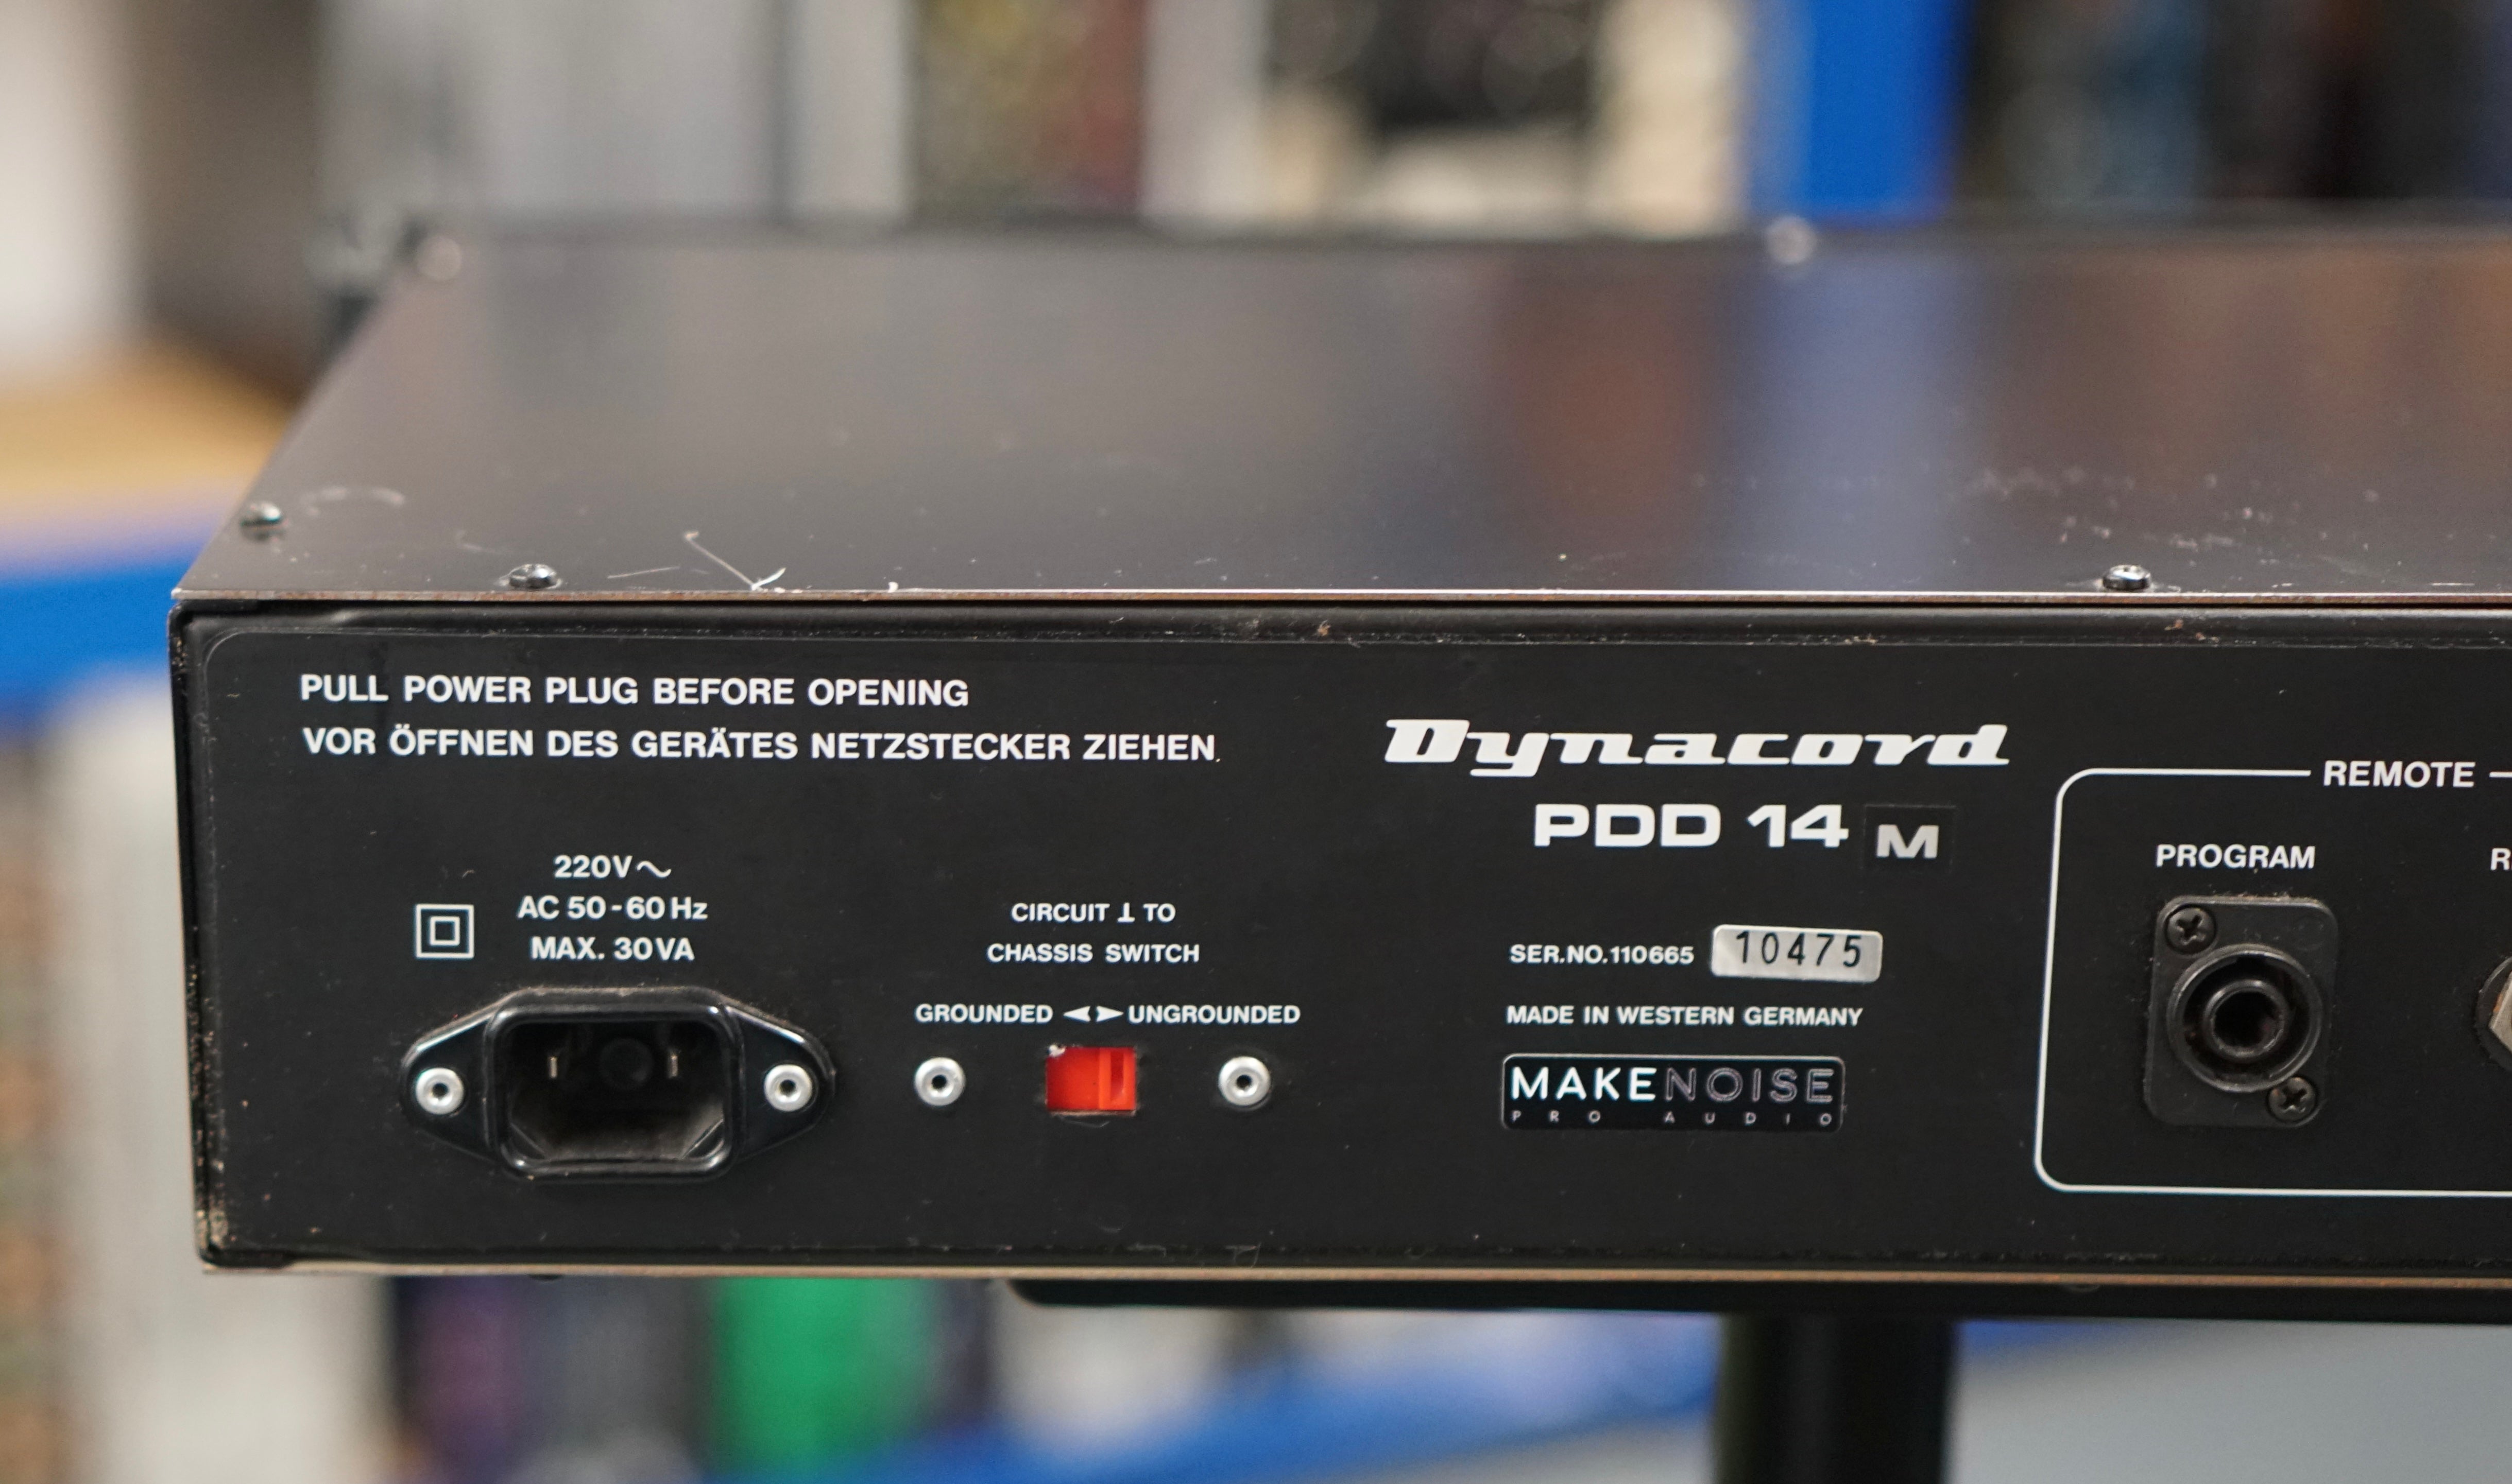 PULL POWER PLUG BEFORE OPENING
VOR ÖFFNEN DES GERÄTES NETZSTECKER ZIEHEN.
220V~
AC 50-60Hz
MAX. 30VA
CIRCUIT ⊥ TO
CHASSIS SWITCH
GROUNDED ◄► UNGROUNDED
Dynacord
PDD 14 M
SER.NO.110665 10475
MADE IN WESTERN GERMANY
MAKENOISE
PRO AUDIO
REMOTE
PROGRAM